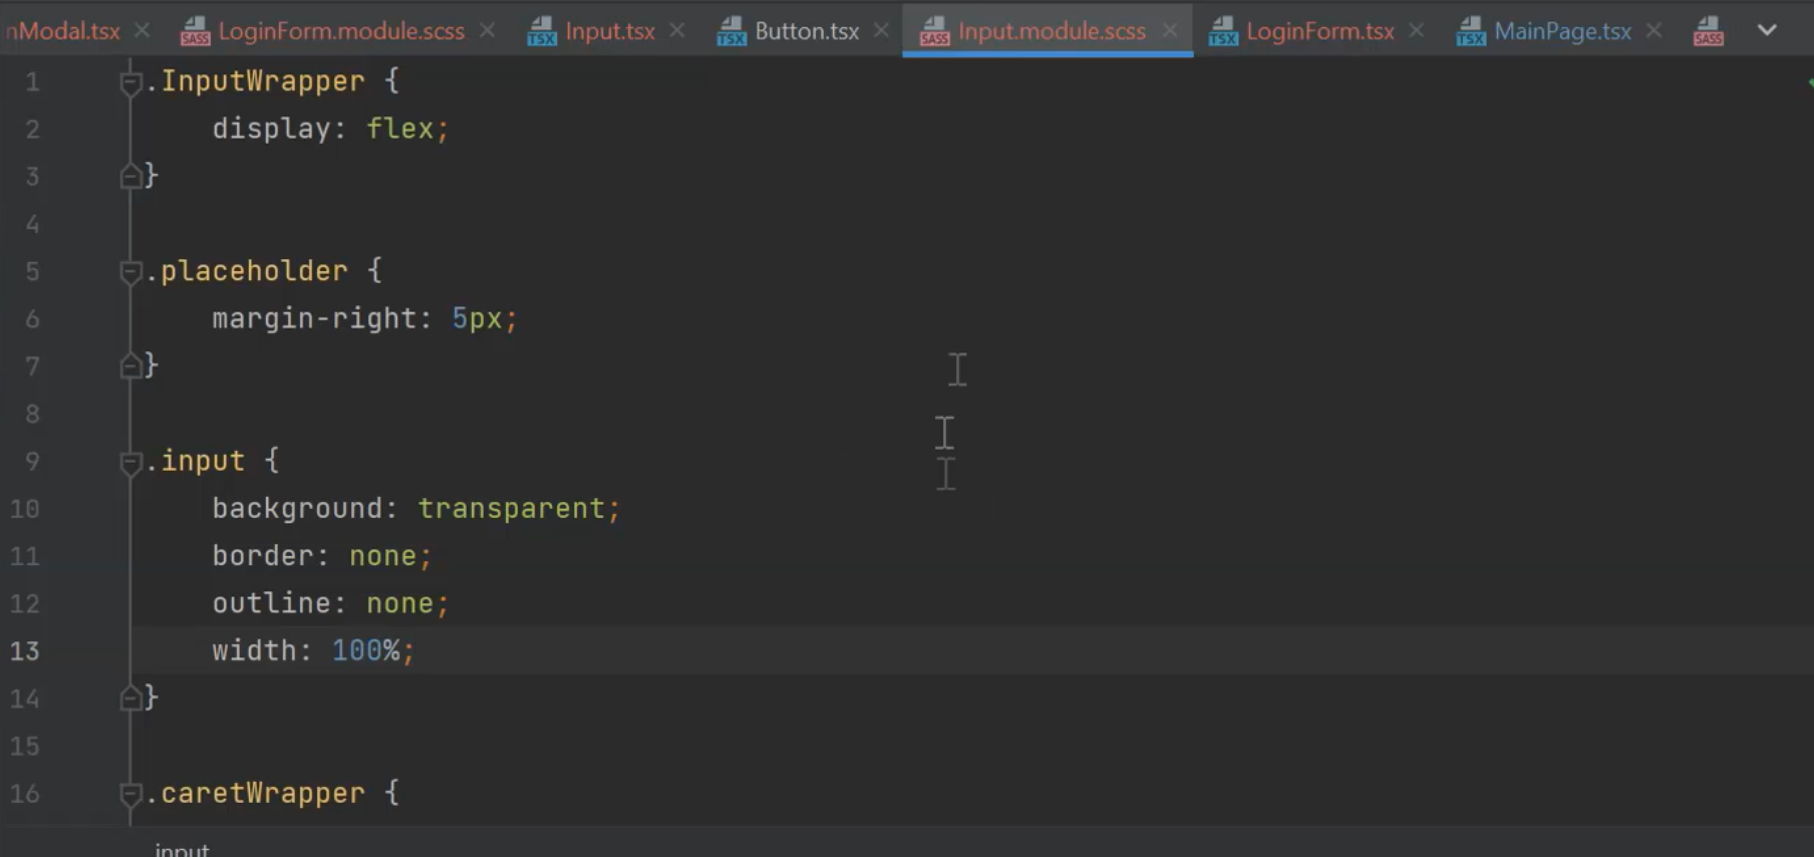 nModal.tsx LoginForm.module.scss Input.tsx Button.tsx Input.module.scss LoginForm.tsx MainPage.tsx
SASS TSX TSX SASS TSX TSX SASS
1 .InputWrapper {
2 display: flex;
3 }
4
5 .placeholder {
6 margin-right: 5px;
7 }
8
9 .input {
10 background: transparent;
11 border: none;
12 outline: none;
13 width: 100%;
14 }
15
16 .caretWrapper {
input